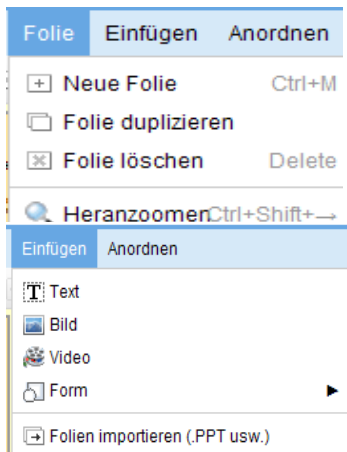 Folie Einfügen Anordnen
Neue Folie Ctrl+M
Folie duplizieren
Folie löschen Delete
Heranzoomen Ctrl+Shift+→
Einfügen Anordnen
Text
Bild
Video
Form
Folien importieren (.PPT usw.)